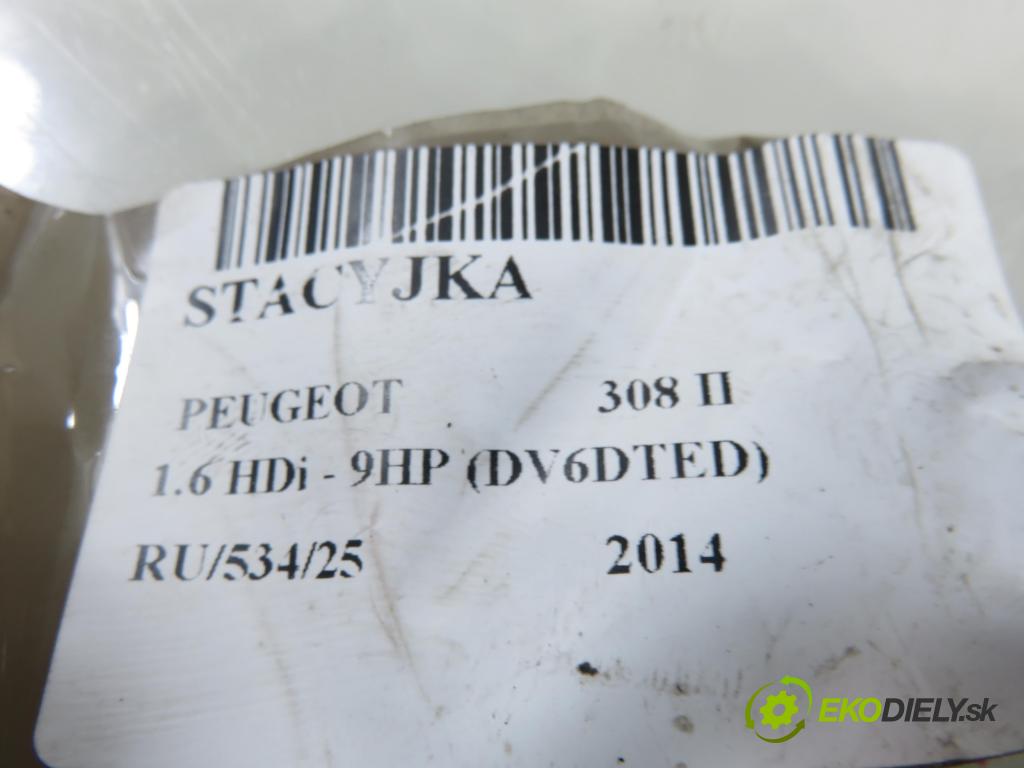 STACYJKA
PEUGEOT 308 II
1.6 HDi - 9HP (DV6DTED)
RU/534/25 2014
EKODIELY.sk